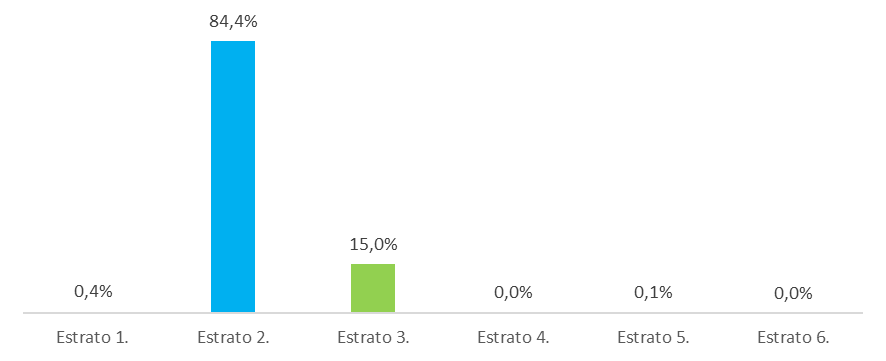 84,4%
15,0%
0,4%
0,0%
0,1%
0,0%
Estrato 1.
Estrato 2.
Estrato 3.
Estrato 4.
Estrato 5.
Estrato 6.